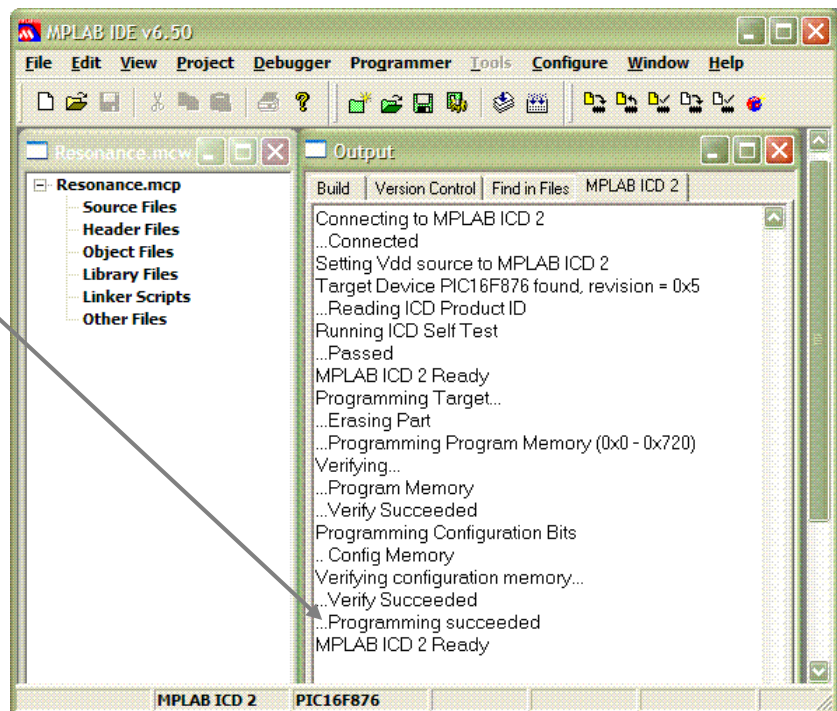 MPLAB IDE v6.50
File Edit View Project Debugger Programmer Tools Configure Window Help
Resonance.mcw
Resonance.mcp
Source Files
Header Files
Object Files
Library Files
Linker Scripts
Other Files
Output
Build Version Control Find in Files MPLAB ICD 2
Connecting to MPLAB ICD 2
...Connected
Setting Vdd source to MPLAB ICD 2
Target Device PIC16F876 found, revision = 0x5
...Reading ICD Product ID
Running ICD Self Test
...Passed
MPLAB ICD 2 Ready
Programming Target...
...Erasing Part
...Programming Program Memory (0x0 - 0x720)
Verifying...
...Program Memory
...Verify Succeeded
Programming Configuration Bits
.. Config Memory
Verifying configuration memory...
...Verify Succeeded
...Programming succeeded
MPLAB ICD 2 Ready
MPLAB ICD 2 PIC16F876